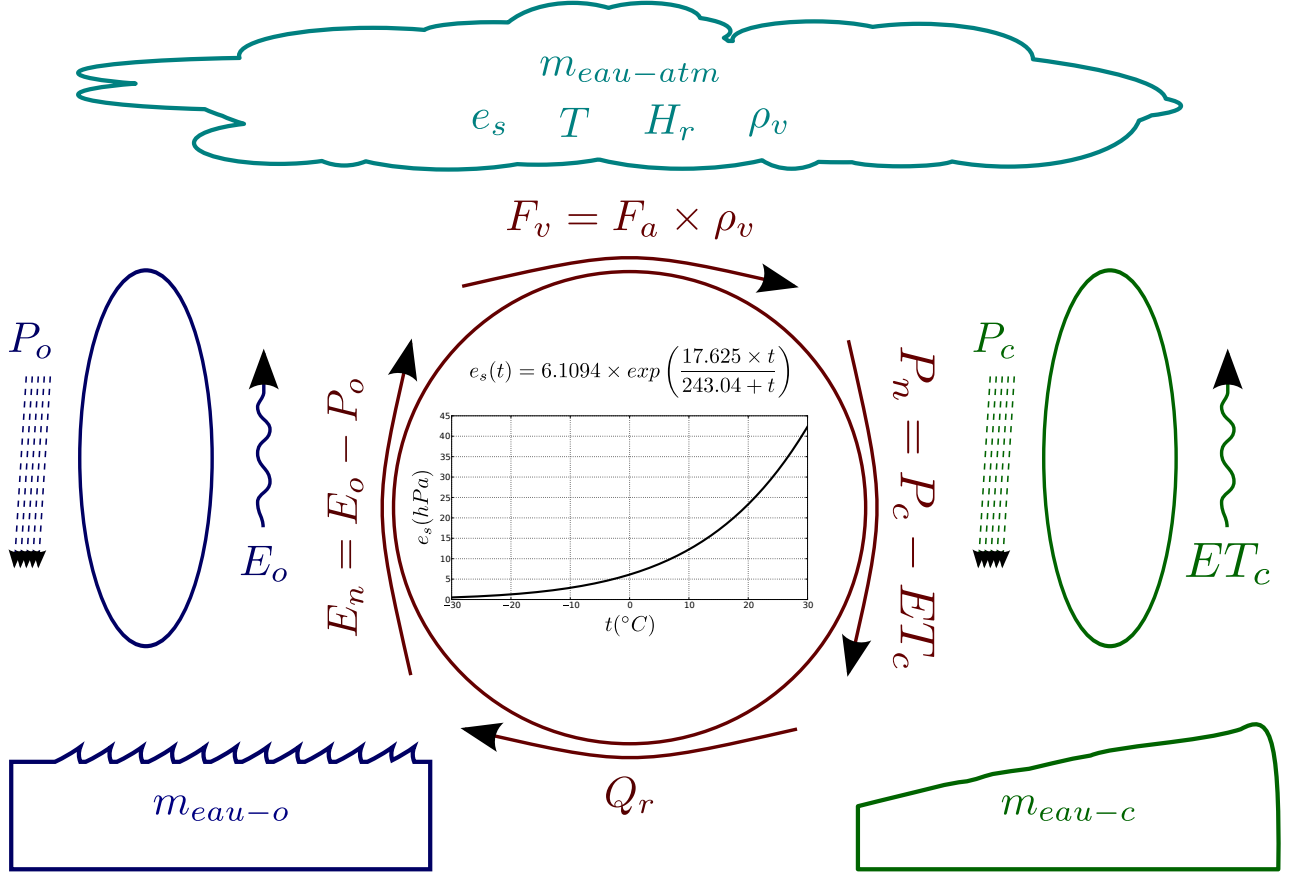 m_{eau−atm}
e_s T H_r ρ_v
F_v = F_a × ρ_v
P_o
E_o
E_n = E_o − P_o
e_s(t) = 6.1094 × exp(\frac{17.625 × t}{243.04 + t})
e_s(hPa)
45
40
35
30
25
20
15
10
5
0
−30 −20 −10 0 10 20 30
t(°C)
P_n = P_c − ET_c
P_c
ET_c
Q_r
m_{eau−o}
m_{eau−c}